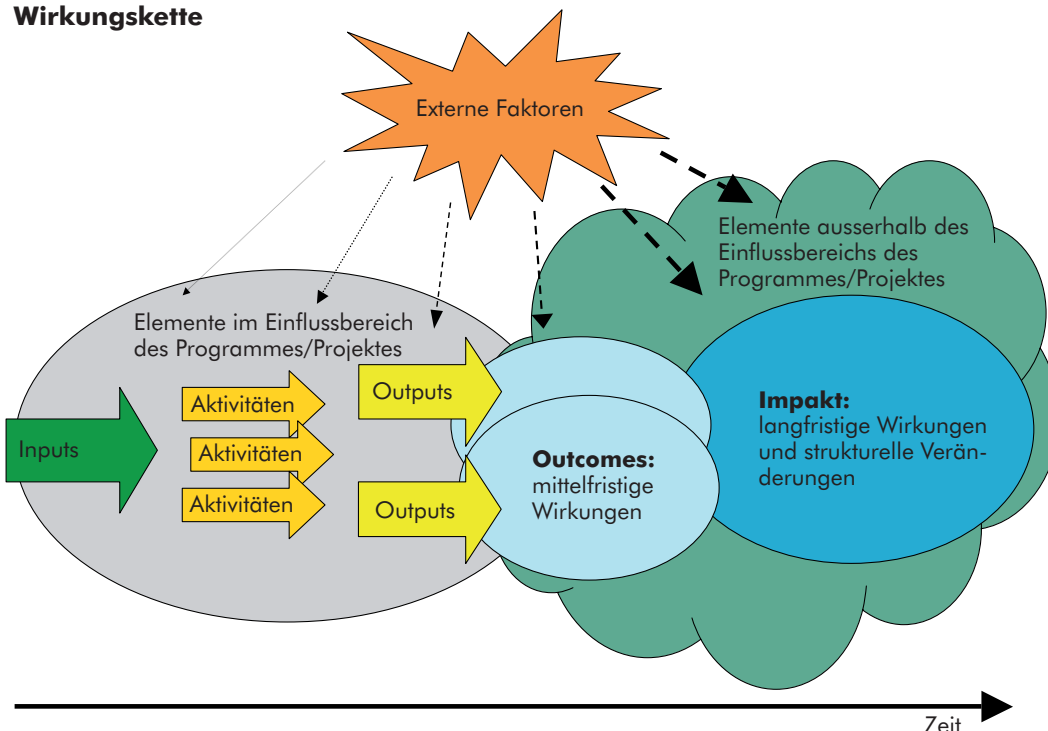 Wirkungskette
Externe Faktoren
Elemente ausserhalb des
Einflussbereichs des
Programmes/Projektes
Elemente im Einflussbereich
des Programmes/Projektes
Inputs
Aktivitäten
Aktivitäten
Aktivitäten
Outputs
Outputs
Outcomes:
mittelfristige
Wirkungen
Impakt:
langfristige Wirkungen
und strukturelle Verän-
derungen
Zeit